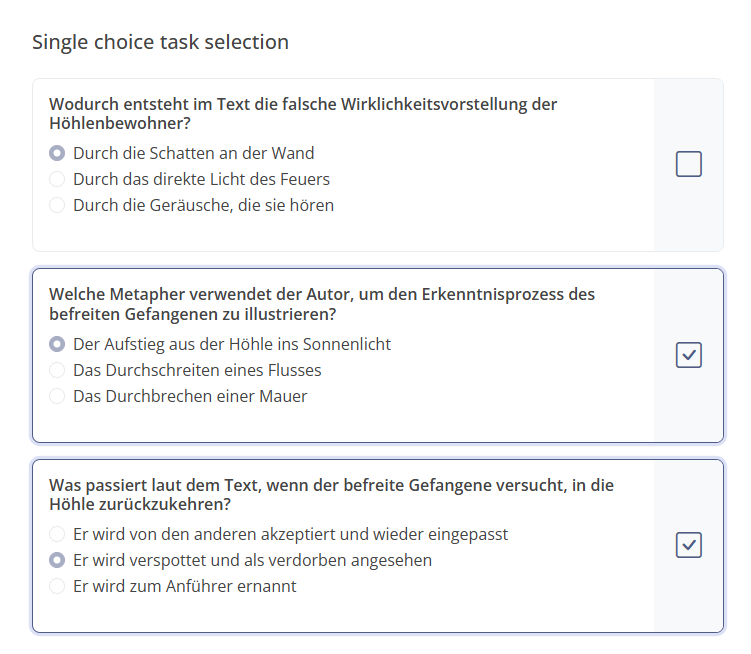 Single choice task selection
Wodurch entsteht im Text die falsche Wirklichkeitsvorstellung der
Höhlenbewohner?
Durch die Schatten an der Wand
Durch das direkte Licht des Feuers
Durch die Geräusche, die sie hören
Welche Metapher verwendet der Autor, um den Erkenntnisprozess des
befreiten Gefangenen zu illustrieren?
Der Aufstieg aus der Höhle ins Sonnenlicht
Das Durchschreiten eines Flusses
Das Durchbrechen einer Mauer
Was passiert laut dem Text, wenn der befreite Gefangene versucht, in die
Höhle zurückzukehren?
Er wird von den anderen akzeptiert und wieder eingepasst
Er wird verspottet und als verdorben angesehen
Er wird zum Anführer ernannt